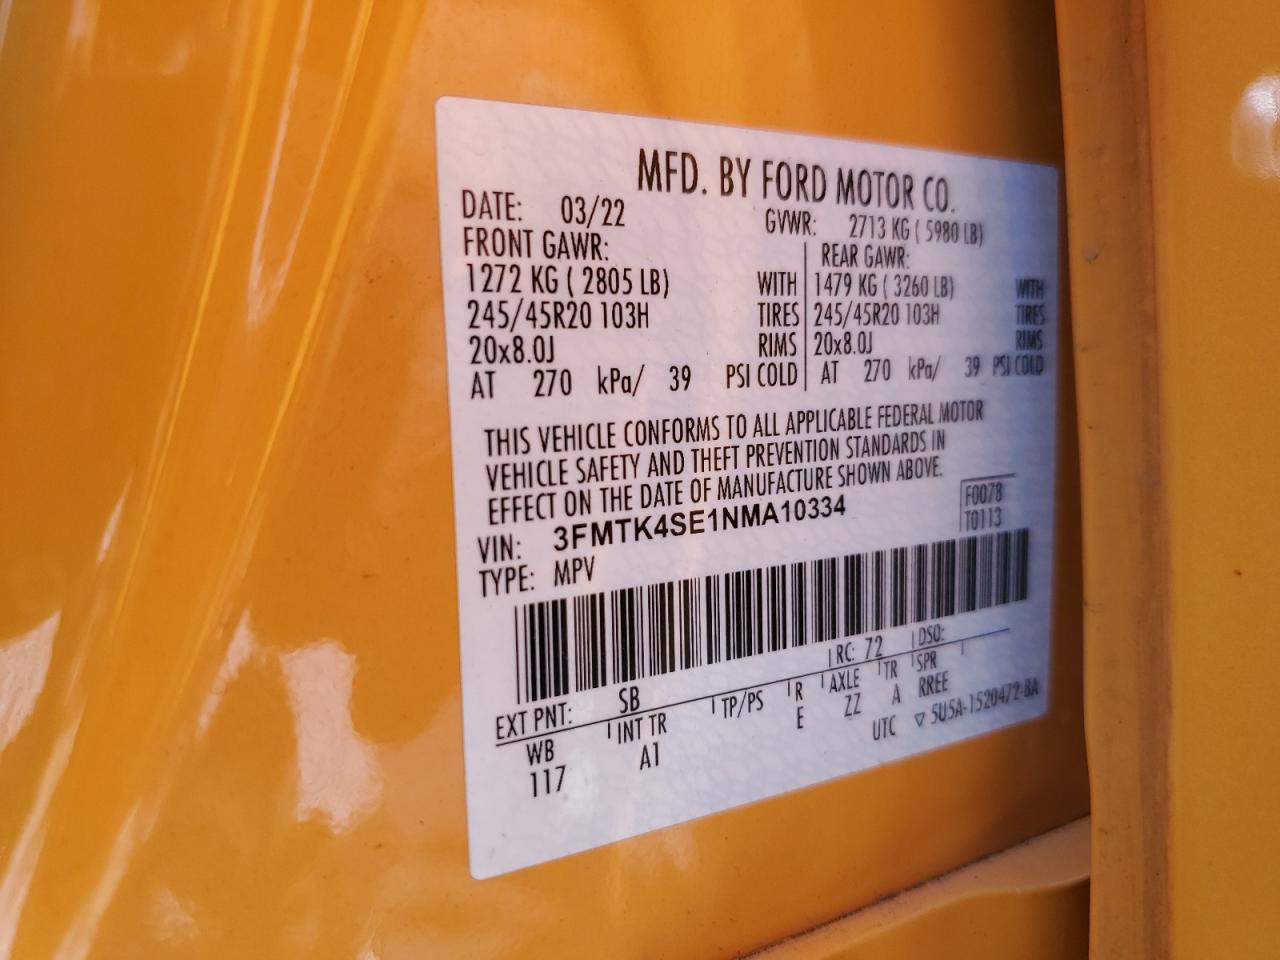 MFD. BY FORD MOTOR CO.
DATE: 03/22 GVWR: 2713 KG ( 5980 LB)
FRONT GAWR: REAR GAWR:
1272 KG ( 2805 LB) WITH 1479 KG ( 3260 LB) WITH
245/45R20 103H TIRES 245/45R20 103H TIRES
20x8.0J RIMS 20x8.0J RIMS
AT 270 kPa/ 39 PSI COLD AT 270 kPa/ 39 PSI COLD
THIS VEHICLE CONFORMS TO ALL APPLICABLE FEDERAL MOTOR
VEHICLE SAFETY AND THEFT PREVENTION STANDARDS IN
EFFECT ON THE DATE OF MANUFACTURE SHOWN ABOVE.
F0078
VIN: 3FMTK4SE1NMA10334 T0113
TYPE: MPV
EXT PNT: SB RC: 72 DSO:
WB INT TR TP/PS R AXLE TR SPR
117 A1 E ZZ A RREE
UTC ▽ 5U5A-1520472-BA